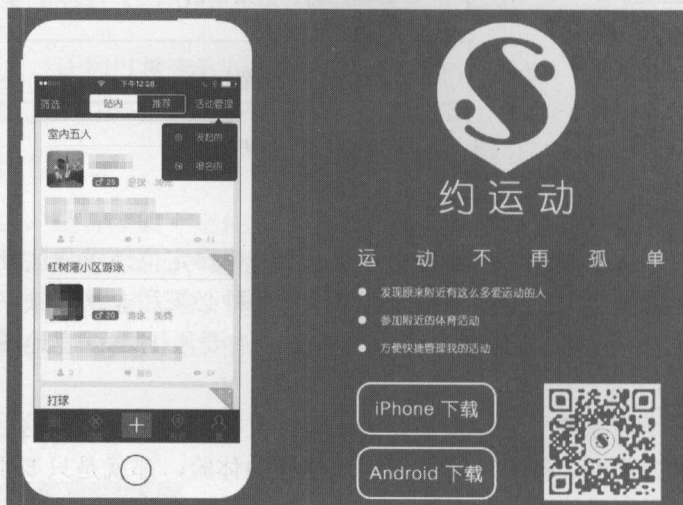 下午12:28
筛选 站内 推荐 活动管理
室内五人
发起的
报名的
♂ 25 足球
红树湾小区游泳
♂ 20 游泳 免费
打球
约运动
运动不再孤单
发现原来附近有这么多爱运动的人
参加附近的体育活动
方便快捷管理我的活动
iPhone 下载
Android 下载